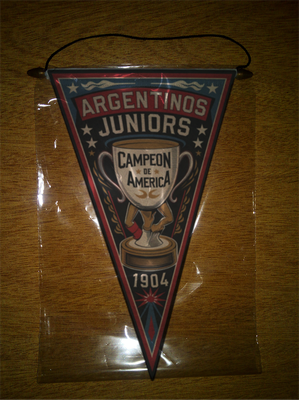 ARGENTINOS
JUNIORS
CAMPEON
DE
AMERICA
1904